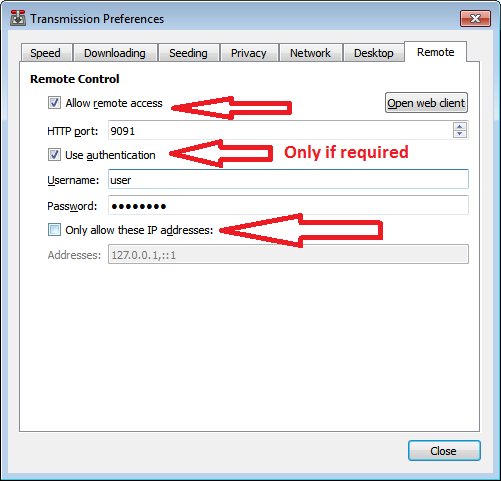 Transmission Preferences
Speed Downloading Seeding Privacy Network Desktop Remote
Remote Control
Allow remote access Open web client
HTTP port: 9091
Use authentication Only if required
Username: user
Password: ●●●●●●●●
Only allow these IP addresses:
Addresses: 127.0.0.1,::1
Close